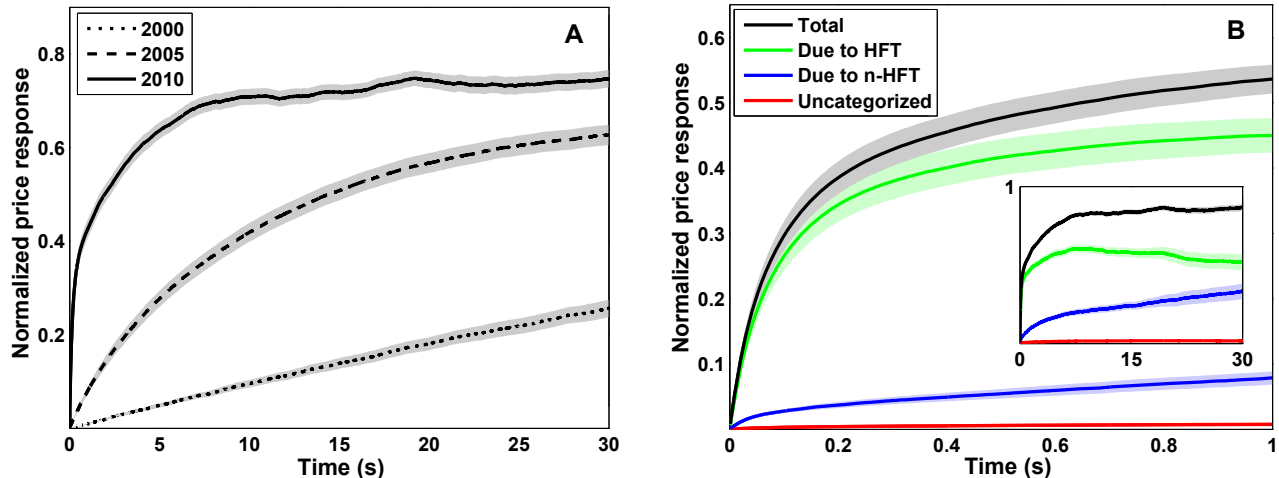 A
2000
2005
2010
Normalized price response
0.8
0.6
0.4
0.2
0 5 10 15 20 25 30
Time (s)
B
Total
Due to HFT
Due to n-HFT
Uncategorized
Normalized price response
0.6
0.5
0.4
0.3
0.2
0.1
1
0 15 30
0 0.2 0.4 0.6 0.8 1
Time (s)